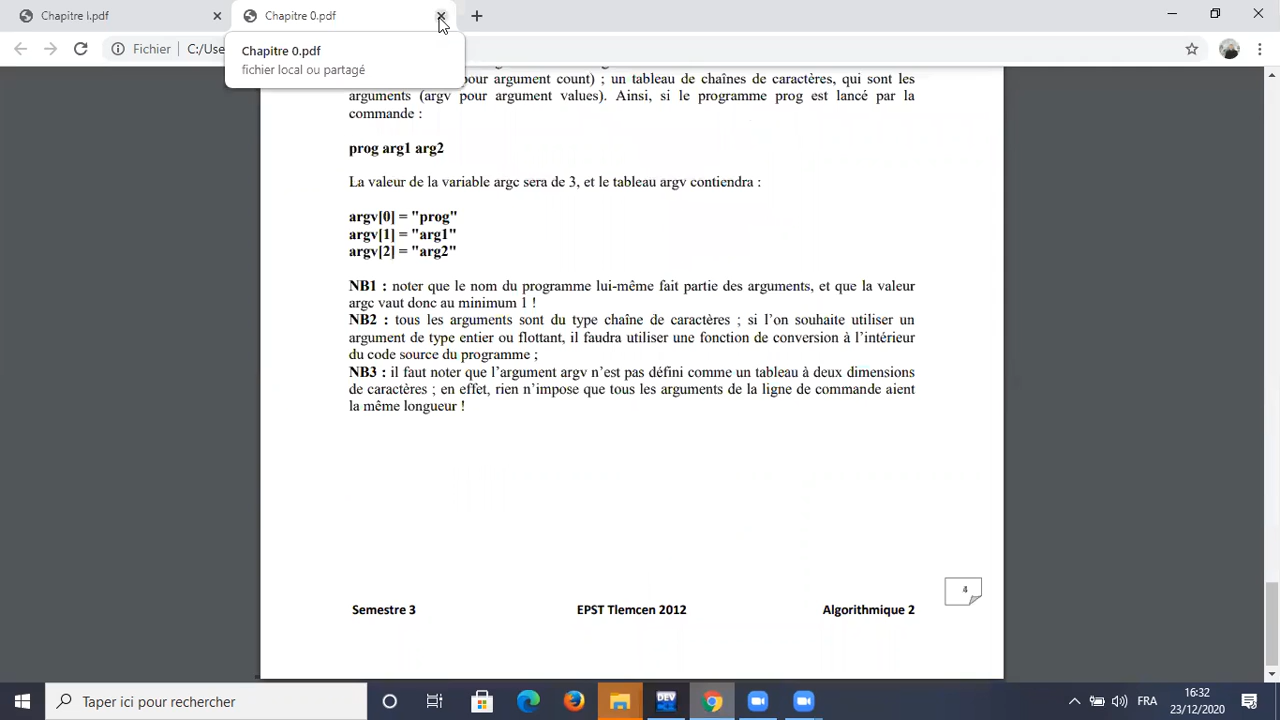 Chapitre I.pdf
Chapitre 0.pdf
Fichier
C:/Use
Chapitre 0.pdf
fichier local ou partagé
pour argument count) ; un tableau de chaînes de caractères, qui sont les
arguments (argv pour argument values). Ainsi, si le programme prog est lancé par la
commande :
prog arg1 arg2
La valeur de la variable argc sera de 3, et le tableau argv contiendra :
argv[0] = "prog"
argv[1] = "arg1"
argv[2] = "arg2"
NB1 : noter que le nom du programme lui-même fait partie des arguments, et que la valeur
argc vaut donc au minimum 1 !
NB2 : tous les arguments sont du type chaîne de caractères ; si l’on souhaite utiliser un
argument de type entier ou flottant, il faudra utiliser une fonction de conversion à l’intérieur
du code source du programme ;
NB3 : il faut noter que l’argument argv n’est pas défini comme un tableau à deux dimensions
de caractères ; en effet, rien n’impose que tous les arguments de la ligne de commande aient
la même longueur !
4
Semestre 3
EPST Tlemcen 2012
Algorithmique 2
Taper ici pour rechercher
DEV
FRA
16:32
23/12/2020